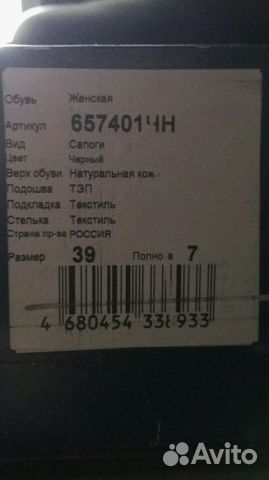 Обувь Женская
Артикул 657401ЧН
Вид Сапоги
Цвет Черный
Верх обуви Натуральная кож
Подошва ТЭП
Подкладка Текстиль
Стелька Текстиль
Страна пр-ва РОССИЯ
Размер 39 Полно а 7
4 680454 338933
Avito